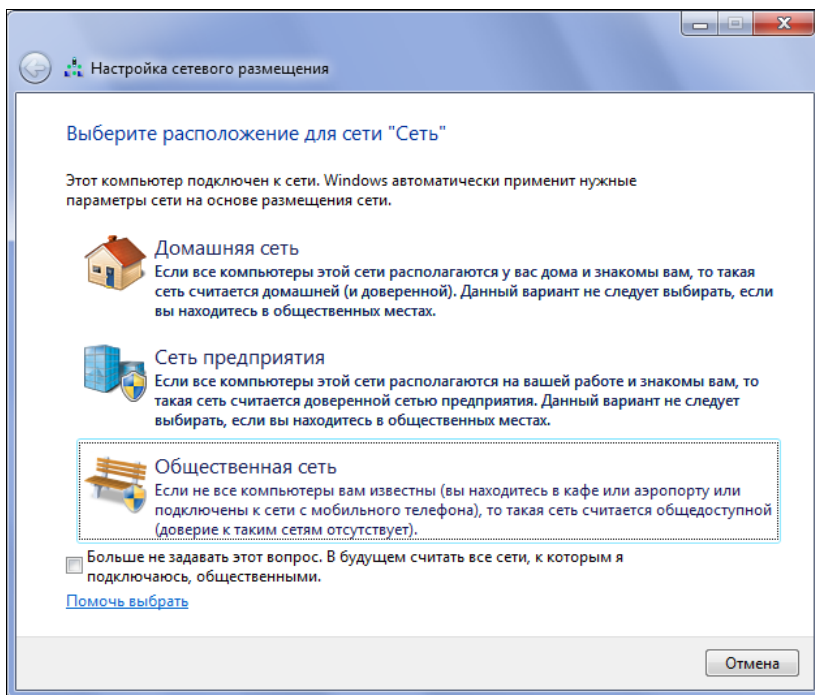 Настройка сетевого размещения
Выберите расположение для сети "Сеть"
Этот компьютер подключен к сети. Windows автоматически применит нужные
параметры сети на основе размещения сети.
Домашняя сеть
Если все компьютеры этой сети располагаются у вас дома и знакомы вам, то такая
сеть считается домашней (и доверенной). Данный вариант не следует выбирать, если
вы находитесь в общественных местах.
Сеть предприятия
Если все компьютеры этой сети располагаются на вашей работе и знакомы вам, то
такая сеть считается доверенной сетью предприятия. Данный вариант не следует
выбирать, если вы находитесь в общественных местах.
Общественная сеть
Если не все компьютеры вам известны (вы находитесь в кафе или аэропорту или
подключены к сети с мобильного телефона), то такая сеть считается общедоступной
(доверие к таким сетям отсутствует).
Больше не задавать этот вопрос. В будущем считать все сети, к которым я
подключаюсь, общественными.
Помочь выбрать
Отмена